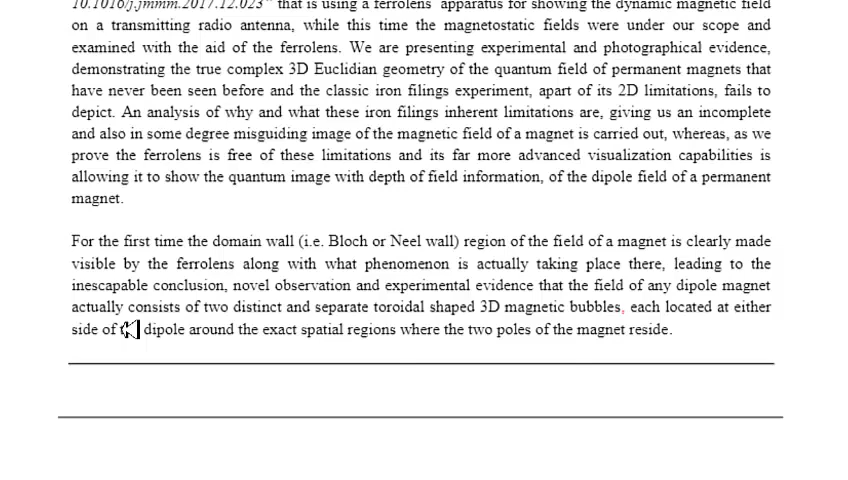 10.1016/j.jmmm.2017.12.023" that is using a ferrolens apparatus for showing the dynamic magnetic field
on a transmitting radio antenna, while this time the magnetostatic fields were under our scope and
examined with the aid of the ferrolens. We are presenting experimental and photographical evidence,
demonstrating the true complex 3D Euclidian geometry of the quantum field of permanent magnets that
have never been seen before and the classic iron filings experiment, apart of its 2D limitations, fails to
depict. An analysis of why and what these iron filings inherent limitations are, giving us an incomplete
and also in some degree misguiding image of the magnetic field of a magnet is carried out, whereas, as we
prove the ferrolens is free of these limitations and its far more advanced visualization capabilities is
allowing it to show the quantum image with depth of field information, of the dipole field of a permanent
magnet.
For the first time the domain wall (i.e. Bloch or Neel wall) region of the field of a magnet is clearly made
visible by the ferrolens along with what phenomenon is actually taking place there, leading to the
inescapable conclusion, novel observation and experimental evidence that the field of any dipole magnet
actually consists of two distinct and separate toroidal shaped 3D magnetic bubbles, each located at either
side of dipole around the exact spatial regions where the two poles of the magnet reside.